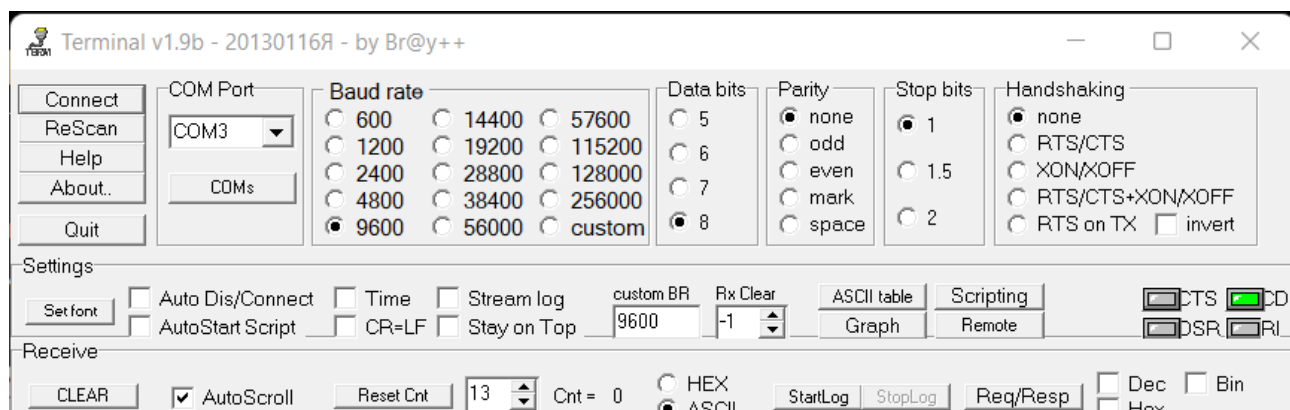 Terminal v1.9b - 20130116Я - by Br@y++
Connect
ReScan
Help
About..
Quit
COM Port
COM3
COMs
Baud rate
600 14400 57600
1200 19200 115200
2400 28800 128000
4800 38400 256000
9600 56000 custom
Data bits
5
6
7
8
Parity
none
odd
even
mark
space
Stop bits
1
1.5
2
Handshaking
none
RTS/CTS
XON/XOFF
RTS/CTS+XON/XOFF
RTS on TX invert
Settings
Set font
Auto Dis/Connect Time Stream log
AutoStart Script CR=LF Stay on Top
custom BR
9600
Rx Clear
-1
ASCII table Scripting
Graph Remote
CTS CD
DSR RI
Receive
CLEAR AutoScroll Reset Cnt 13 Cnt = 0
HEX
ASCII
StartLog StopLog Req/Resp
Dec Bin
Hex